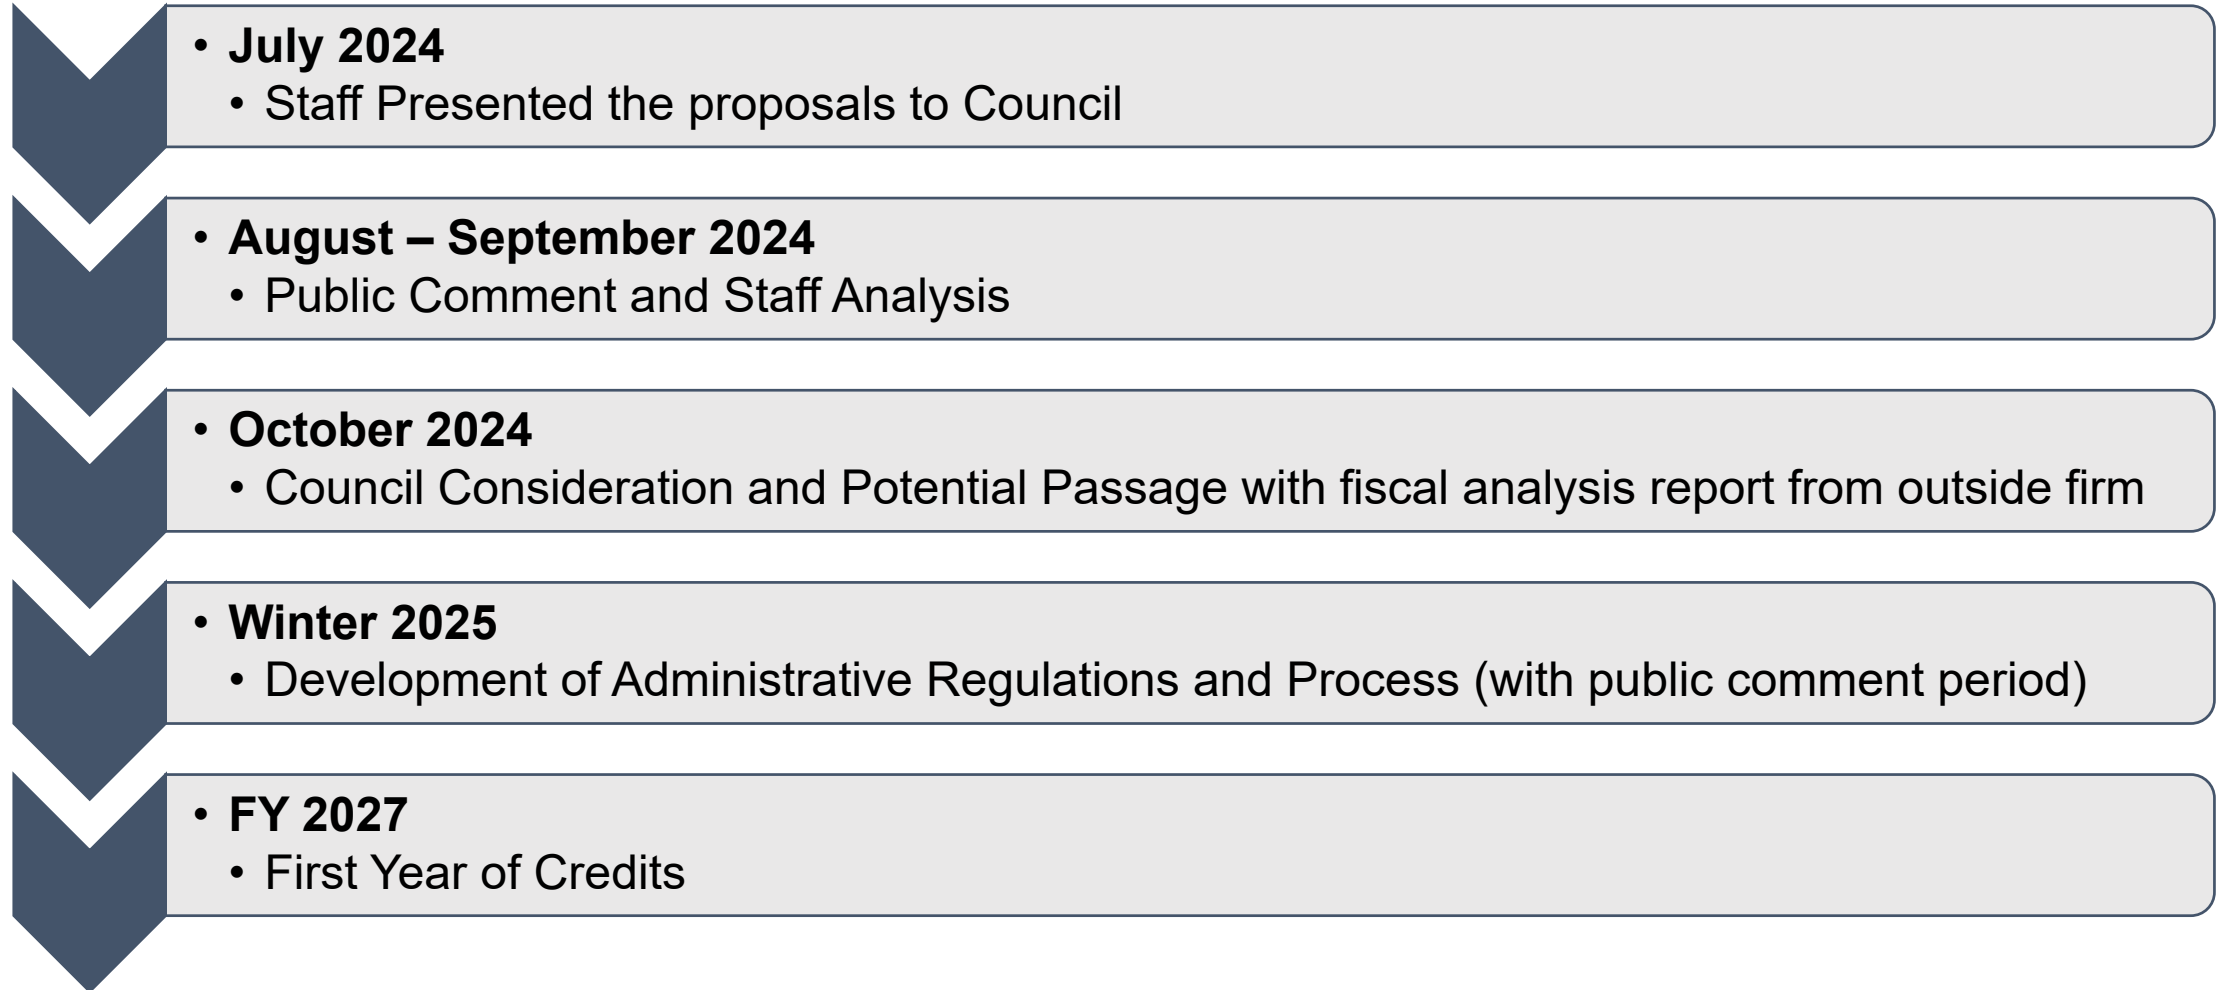 • July 2024
• Staff Presented the proposals to Council
• August – September 2024
• Public Comment and Staff Analysis
• October 2024
• Council Consideration and Potential Passage with fiscal analysis report from outside firm
• Winter 2025
• Development of Administrative Regulations and Process (with public comment period)
• FY 2027
• First Year of Credits